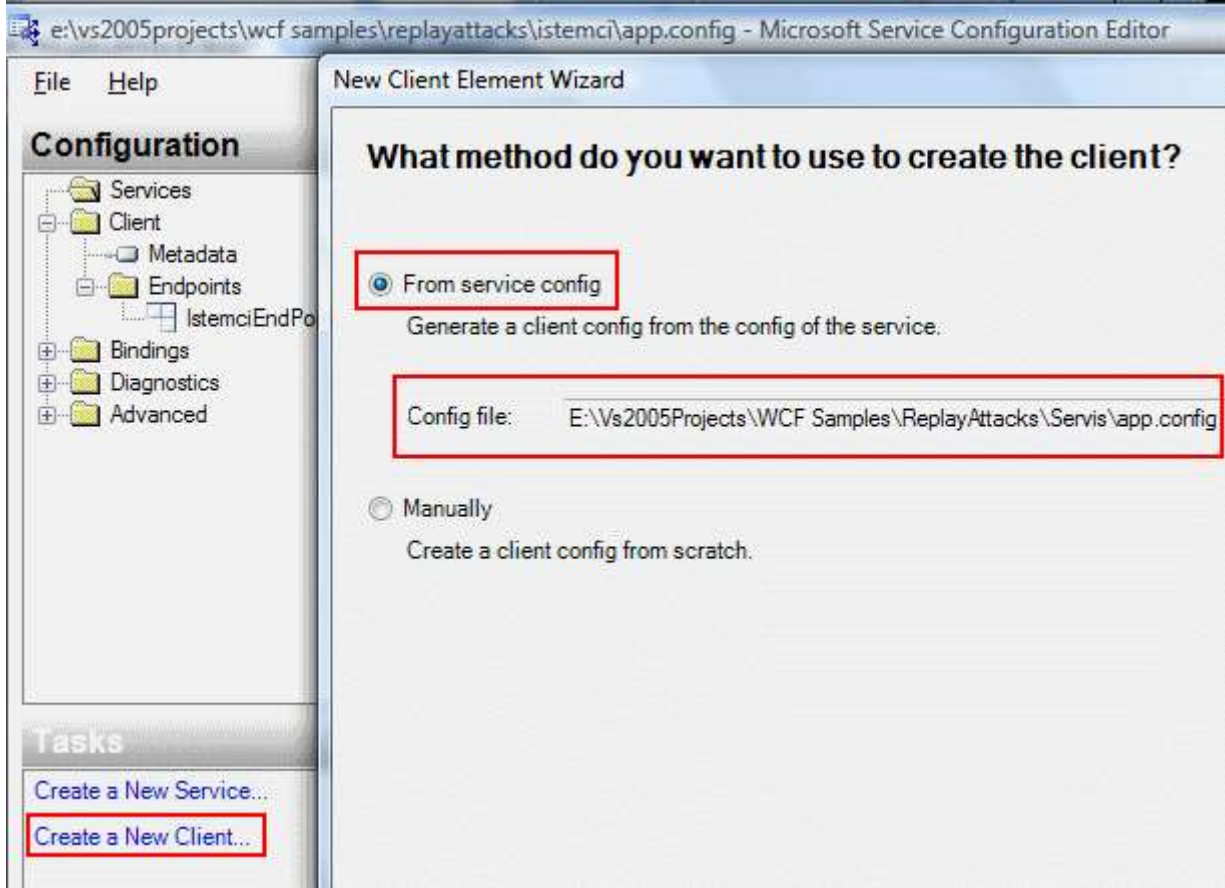 e:\vs2005projects\wcf samples\replayattacks\istemci\app.config - Microsoft Service Configuration Editor
File Help
Configuration
Services
Client
Metadata
Endpoints
IstemciEndPo
Bindings
Diagnostics
Advanced
Tasks
Create a New Service...
Create a New Client...
New Client Element Wizard
What method do you want to use to create the client?
From service config
Generate a client config from the config of the service.
Config file: E:\Vs2005Projects\WCF Samples\ReplayAttacks\Servis\app.config
Manually
Create a client config from scratch.